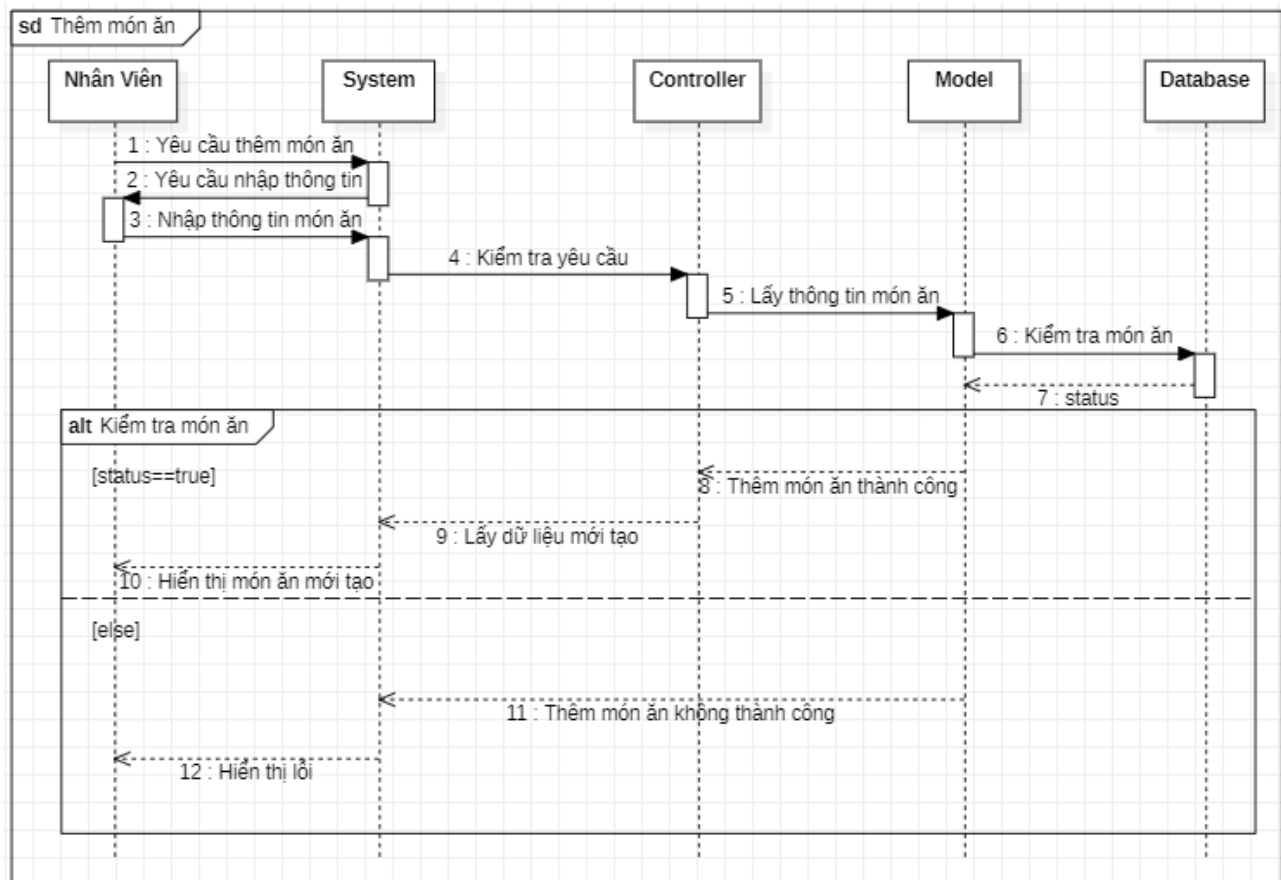 sd Thêm món ăn
Nhân Viên
System
Controller
Model
Database
1 : Yêu cầu thêm món ăn
2 : Yêu cầu nhập thông tin
3 : Nhập thông tin món ăn
4 : Kiểm tra yêu cầu
5 : Lấy thông tin món ăn
6 : Kiểm tra món ăn
7 : status
alt Kiểm tra món ăn
[status==true]
8 : Thêm món ăn thành công
9 : Lấy dữ liệu mới tạo
10 : Hiển thị món ăn mới tạo
[else]
11 : Thêm món ăn không thành công
12 : Hiển thị lỗi